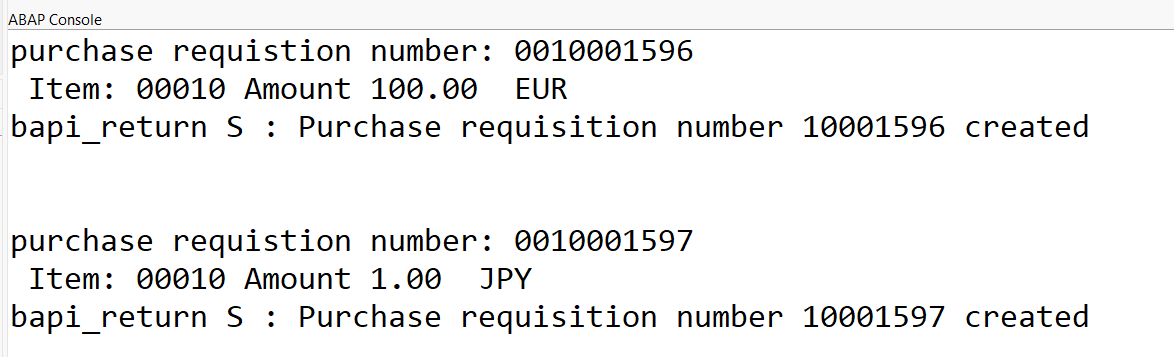 ABAP Console
purchase requistion number: 0010001596
Item: 00010 Amount 100.00 EUR
bapi_return S : Purchase requisition number 10001596 created
purchase requistion number: 0010001597
Item: 00010 Amount 1.00 JPY
bapi_return S : Purchase requisition number 10001597 created